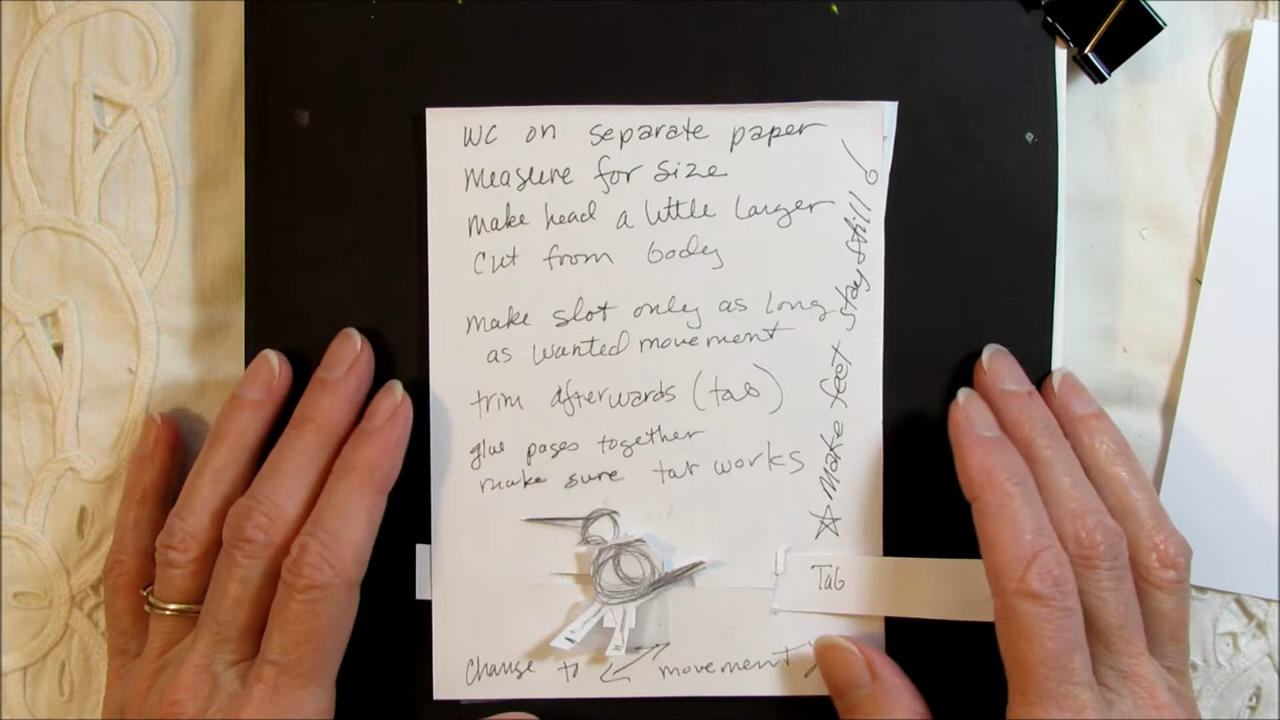 WC on separate paper
Measure for size
Make head a little larger
Cut from body
Make slot only as long
as wanted movement
trim afterwards (tab)
glue pages together
make sure tab works
☆ Make feet stay still
Tab
Change to movement